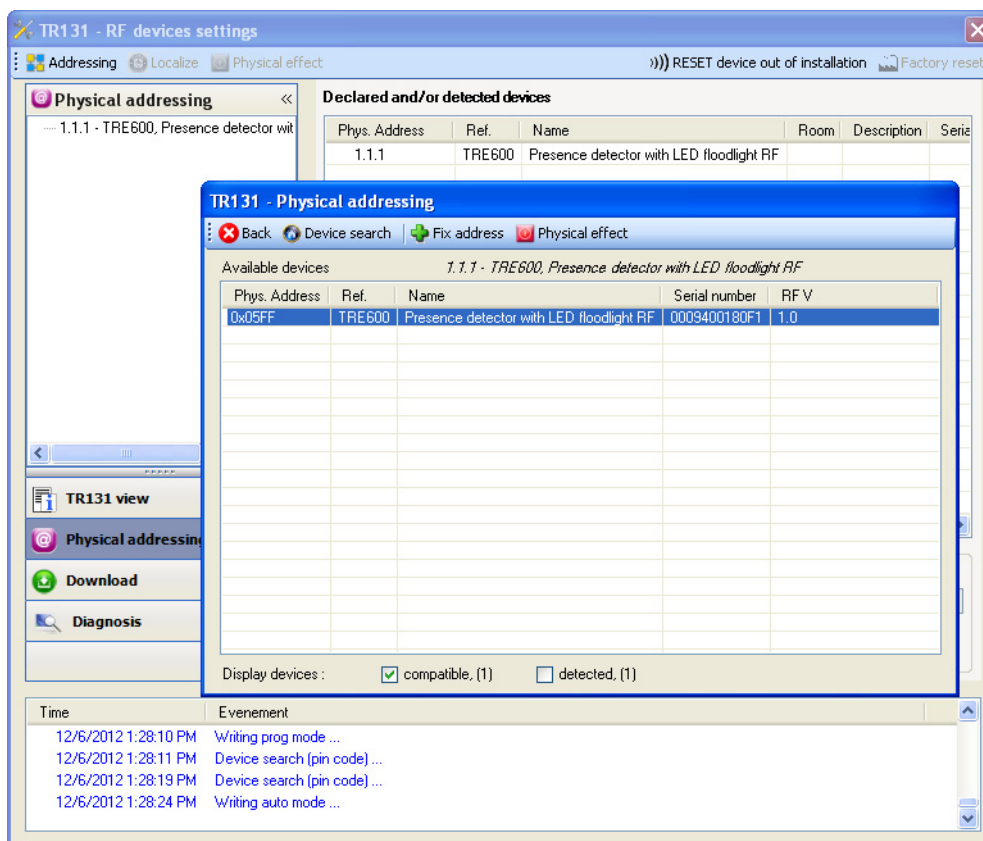 TR131 - RF devices settings
Addressing Localize Physical effect )))) RESET device out of installation Factory reset
Physical addressing «
1.1.1 - TRE600, Presence detector wit
Declared and/or detected devices
Phys. Address Ref. Name Room Description Seria
1.1.1 TRE600 Presence detector with LED floodlight RF
TR131 - Physical addressing
Back Device search Fix address Physical effect
Available devices 1.1.1 - TRE600, Presence detector with LED floodlight RF
Phys. Address Ref. Name Serial number RF V
0x05FF TRE600 Presence detector with LED floodlight RF 0009400180F1 1.0
TR131 view
Physical addressing
Download
Diagnosis
Display devices : compatible, (1) detected, (1)
Time Evenement
12/6/2012 1:28:10 PM Writing prog mode ...
12/6/2012 1:28:11 PM Device search (pin code) ...
12/6/2012 1:28:19 PM Device search (pin code) ...
12/6/2012 1:28:24 PM Writing auto mode ...